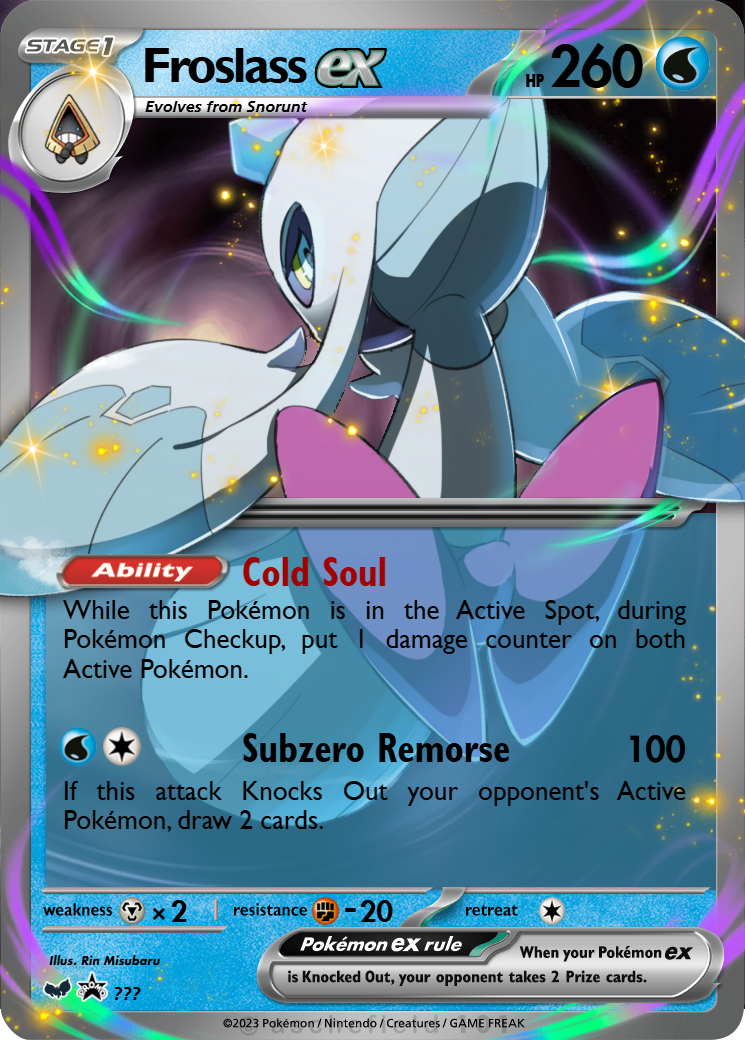 STAGE1
Froslass ex
HP 260
Evolves from Snorunt
Ability Cold Soul
While this Pokémon is in the Active Spot, during
Pokémon Checkup, put 1 damage counter on both
Active Pokémon.
Subzero Remorse 100
If this attack Knocks Out your opponent's Active
Pokémon, draw 2 cards.
weakness ×2 resistance -20 retreat
Pokémon ex rule
When your Pokémon ex
is Knocked Out, your opponent takes 2 Prize cards.
Illus. Rin Misubaru
???
©2023 Pokémon / Nintendo / Creatures / GAME FREAK